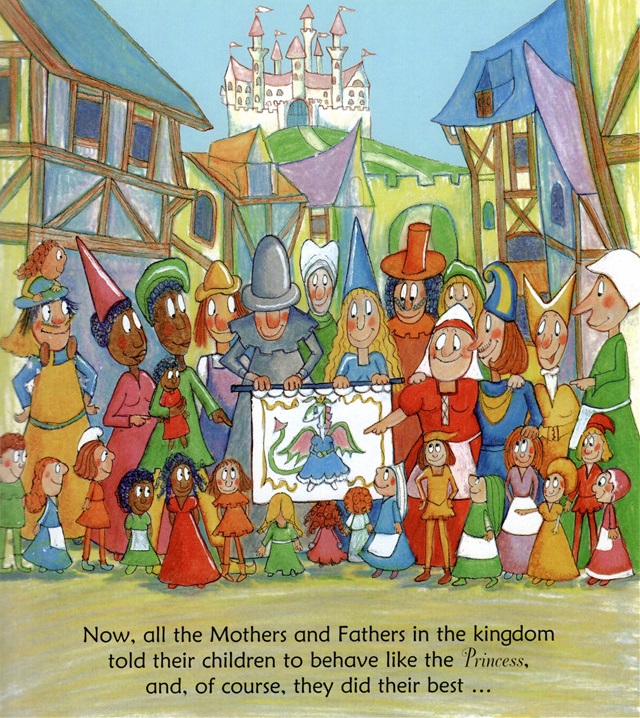 Now, all the Mothers and Fathers in the kingdom
told their children to behave like the Princess,
and, of course, they did their best ...